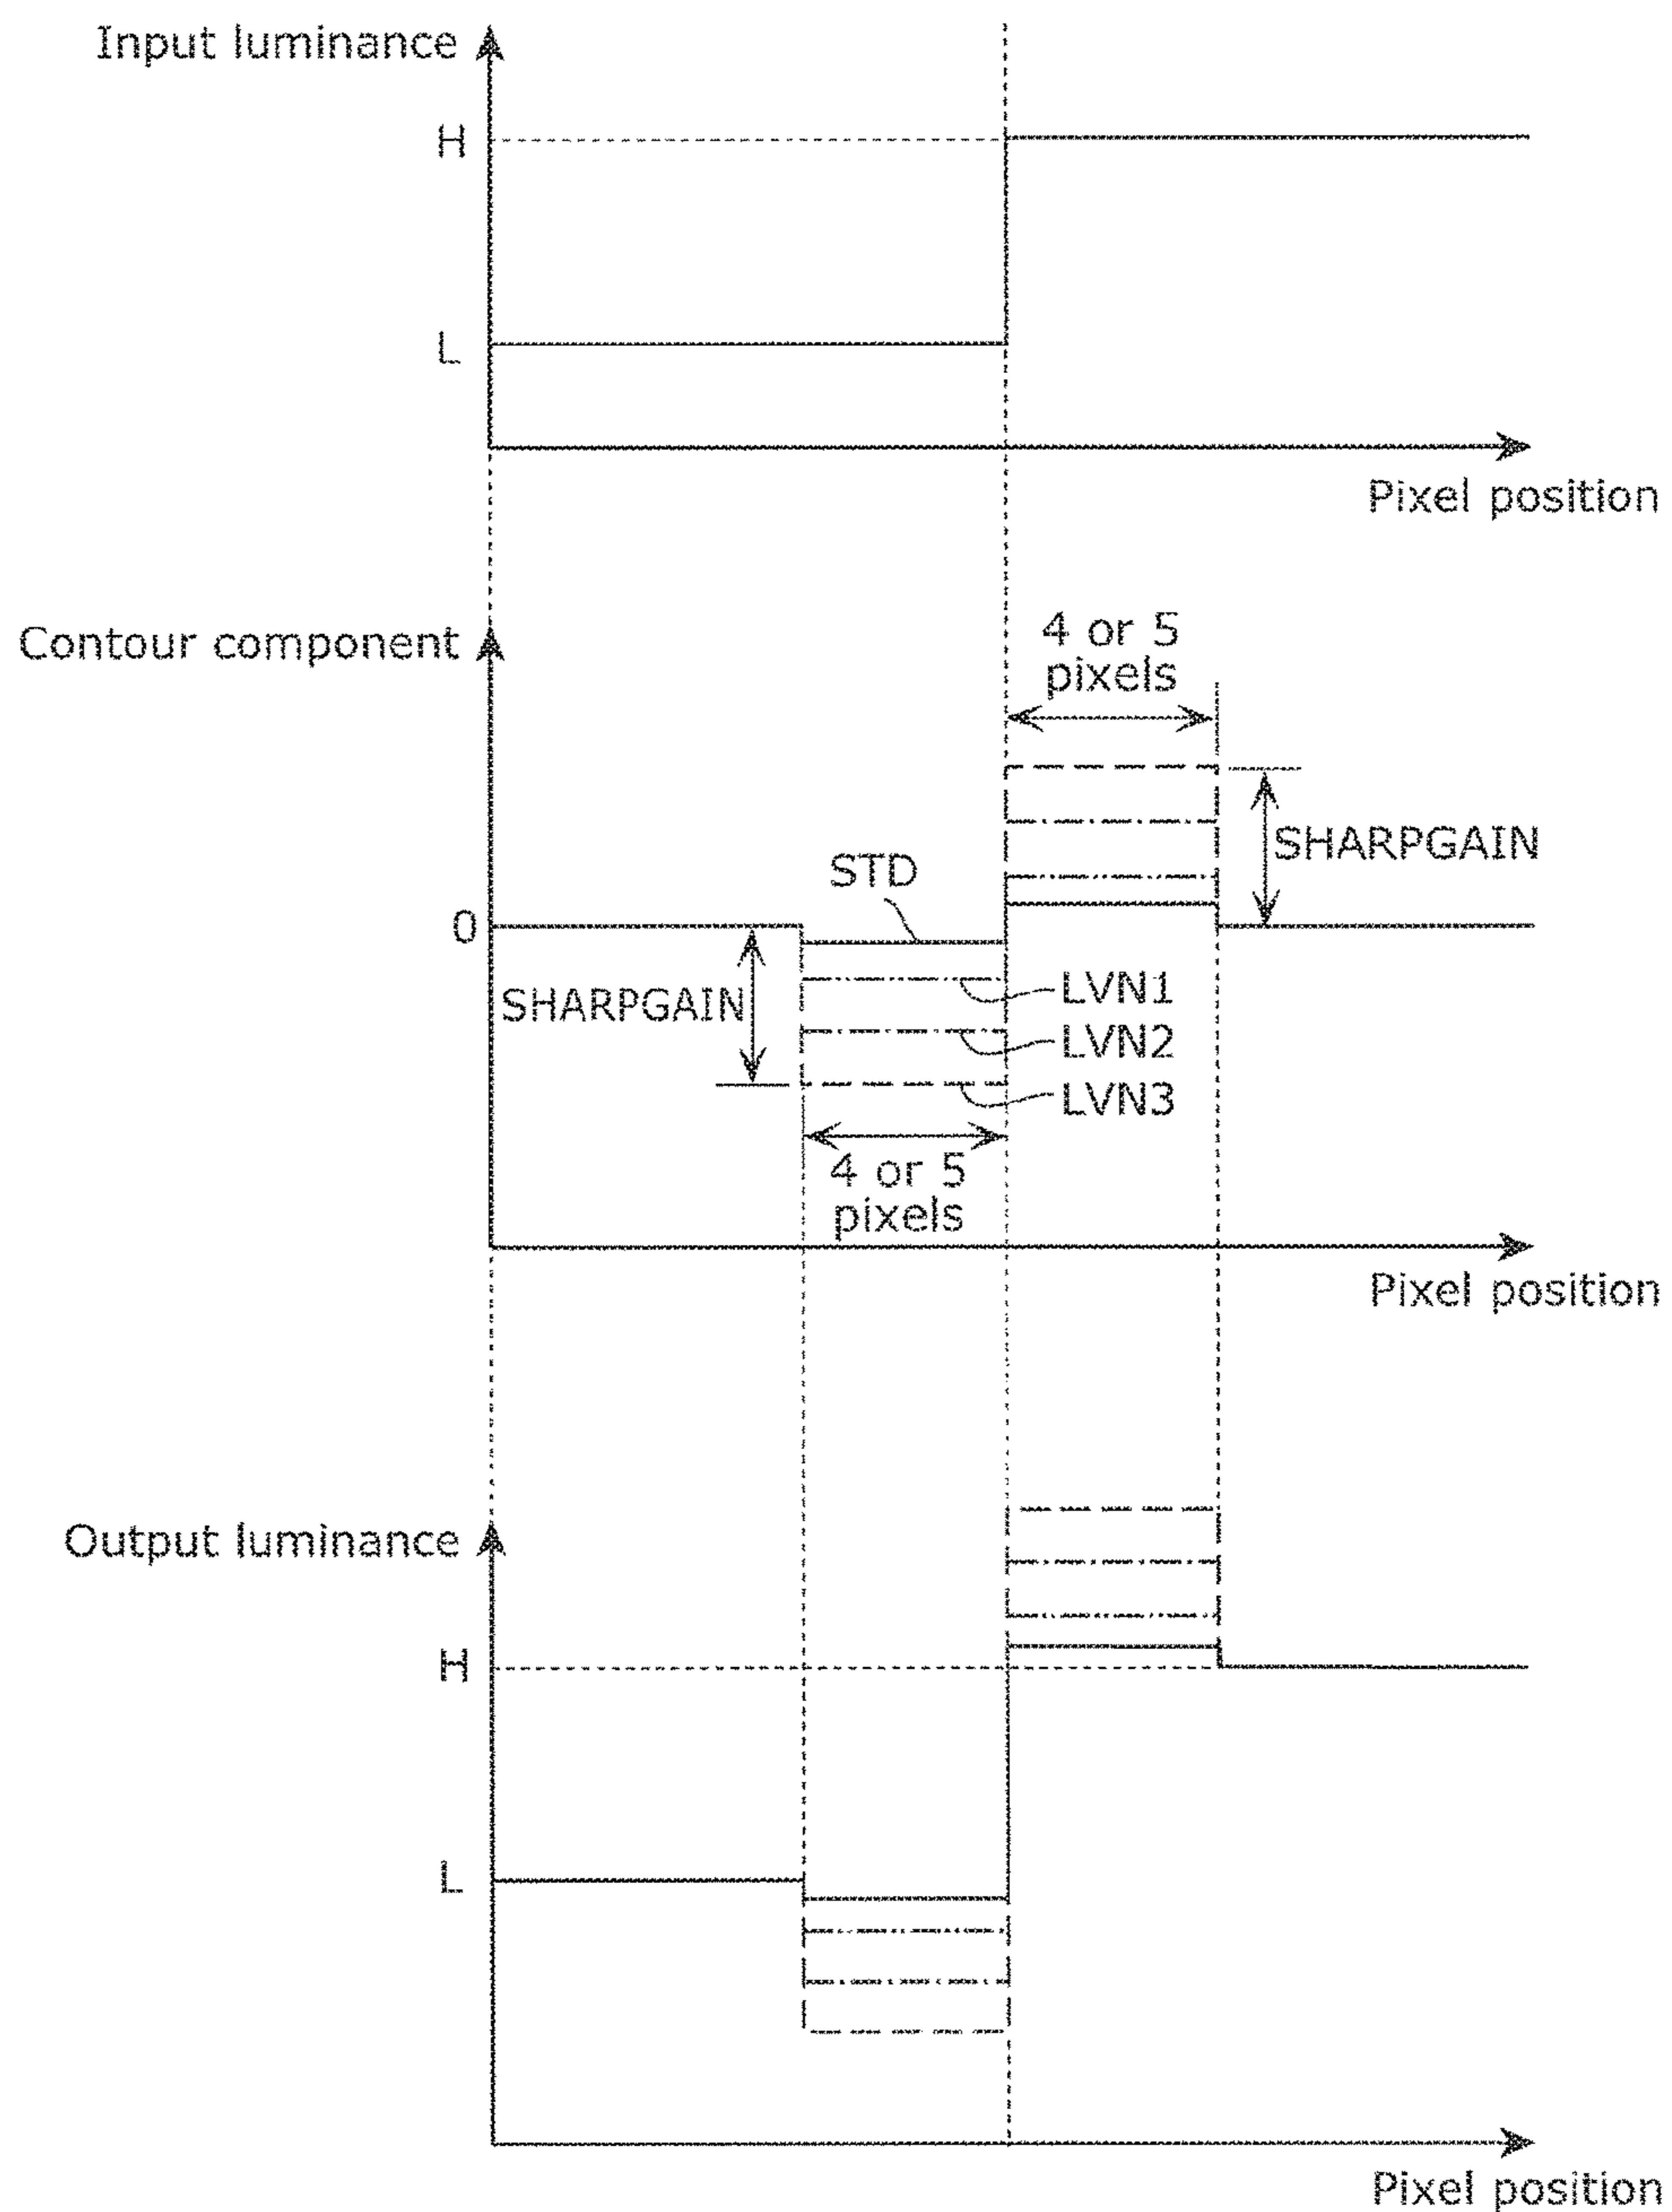 Input luminance
H
L
Pixel position
Contour component
4 or 5
pixels
SHARPGAIN
STD
0
SHARPGAIN
LVN1
LVN2
LVN3
4 or 5
pixels
Pixel position
Output luminance
H
L
Pixel position